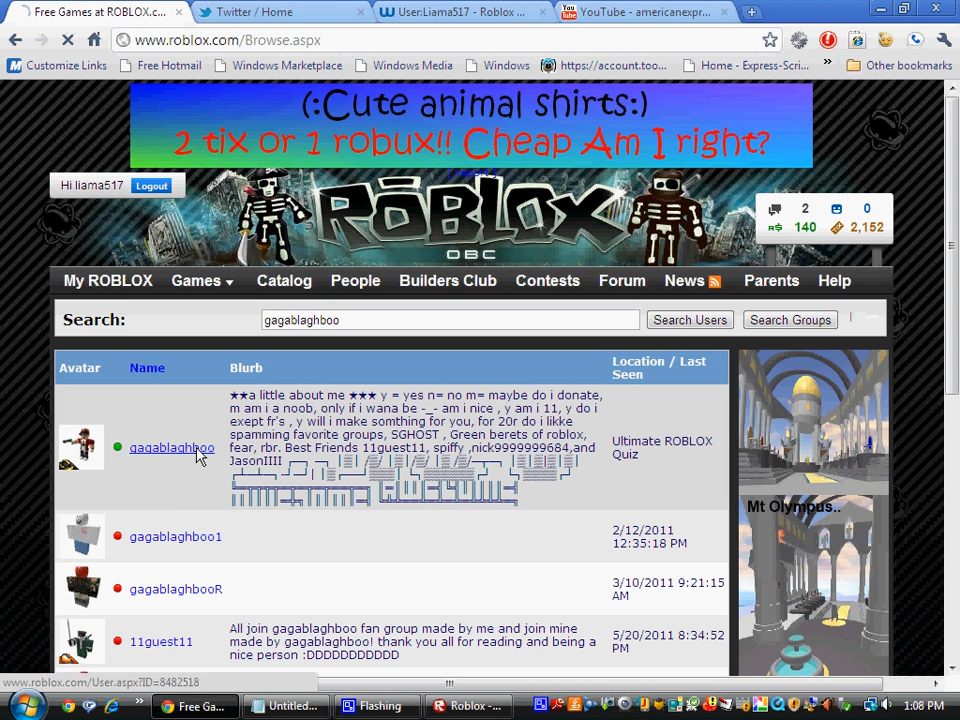 Free Games at ROBLOX.c...
Twitter / Home
User:Liama517 - Roblox ...
YouTube - americanexpr...
www.roblox.com/Browse.aspx
Customize Links
Free Hotmail
Windows Marketplace
Windows Media
Windows
https://account.too...
Home - Express-Scri...
»
Other bookmarks
(:Cute animal shirts:)
2 tix or 1 robux!! Cheap Am I right?
Hi liama517
Logout
ROBLOX
OBC
2
0
R$ 140
2,152
My ROBLOX
Games
Catalog
People
Builders Club
Contests
Forum
News
Parents
Help
Search:
gagablaghboo
Search Users
Search Groups
Avatar
Name
Blurb
Location / Last
Seen
gagablaghboo
★★a little about me ★★★ y = yes n= no m= maybe do i donate,
m am i a noob, only if i wana be -_- am i nice , y am i 11, y do i
exept fr's , y will i make somthing for you, for 20r do i likke
spamming favorite groups, SGHOST , Green berets of roblox,
fear, rbr. Best Friends 11guest11, spiffy ,nick9999999684,and
JasonIIII
Ultimate ROBLOX
Quiz
gagablaghboo1
2/12/2011
12:35:18 PM
gagablaghbooR
3/10/2011 9:21:15
AM
11guest11
All join gagablaghboo fan group made by me and join mine
made by gagablaghboo! thank you all for reading and being a
nice person :DDDDDDDDDDD
5/20/2011 8:34:52
PM
Mt Olympus..
www.roblox.com/User.aspx?ID=8482518
Free Ga...
Untitled...
Flashing
Roblox -...
1:08 PM